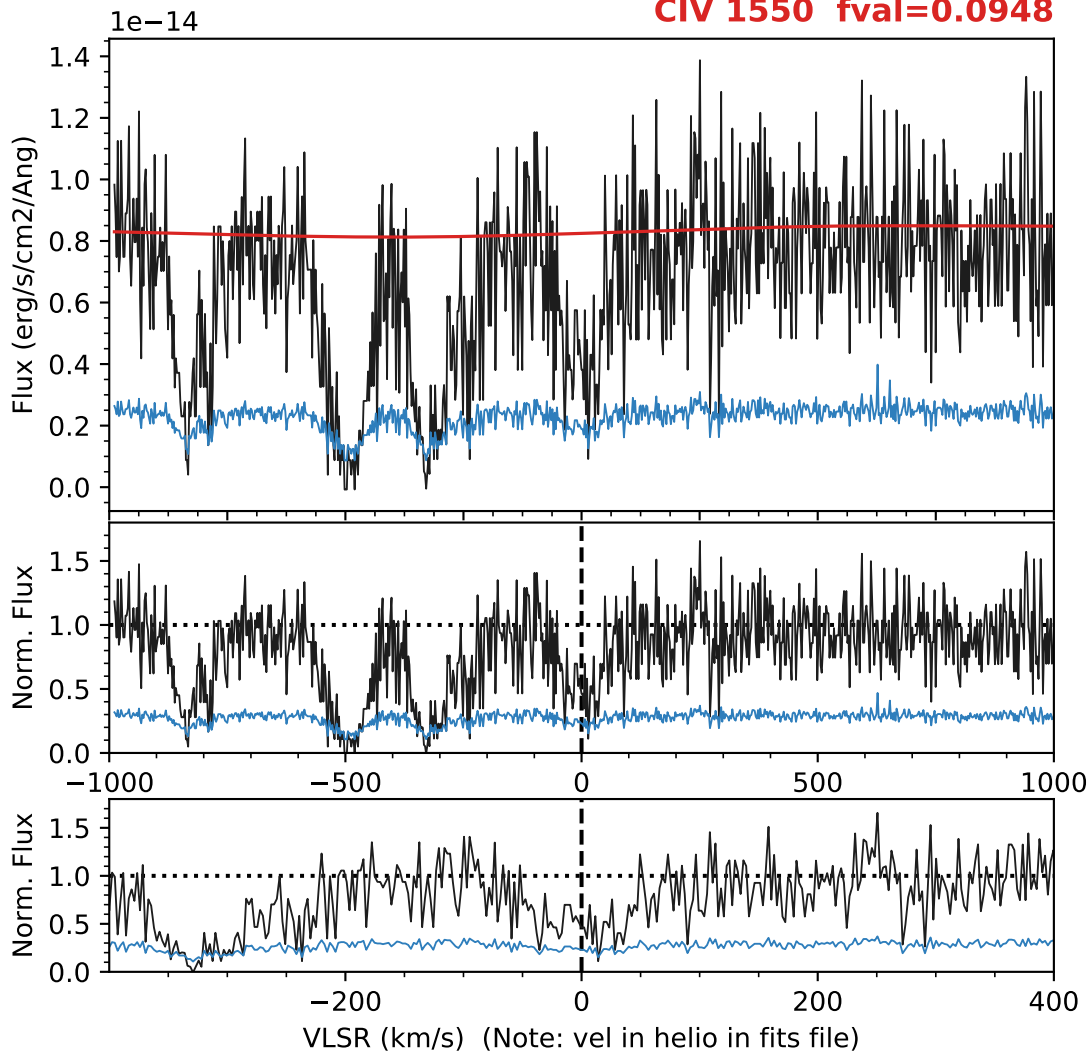 CIV 1550 fval=0.0948
1e−14
1.4
1.2
1.0
0.8
0.6
0.4
0.2
0.0
Flux (erg/s/cm2/Ang)
1.5
1.0
0.5
0.0
Norm. Flux
−1000 −500 0 500 1000
1.5
1.0
0.5
0.0
Norm. Flux
−200 0 200 400
VLSR (km/s) (Note: vel in helio in fits file)